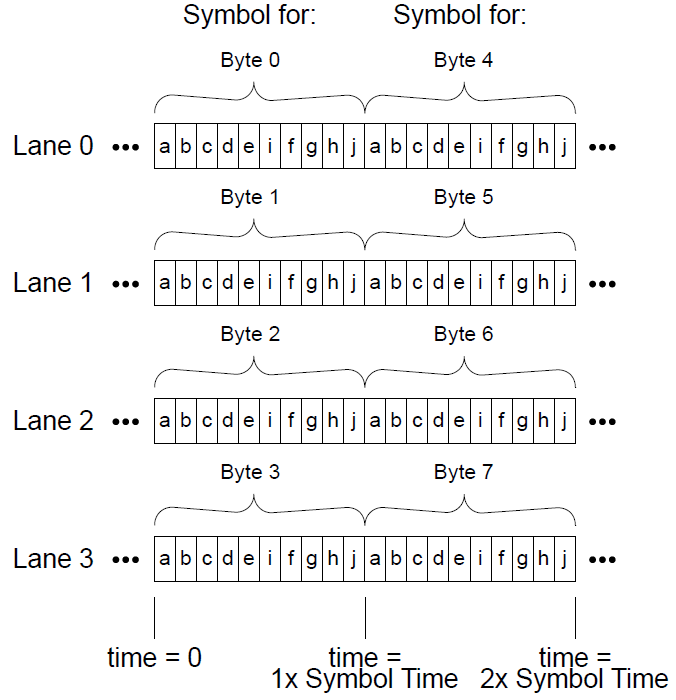 Symbol for: Symbol for:
Byte 0 Byte 4
Lane 0 ••• a b c d e i f g h j a b c d e i f g h j •••
Byte 1 Byte 5
Lane 1 ••• a b c d e i f g h j a b c d e i f g h j •••
Byte 2 Byte 6
Lane 2 ••• a b c d e i f g h j a b c d e i f g h j •••
Byte 3 Byte 7
Lane 3 ••• a b c d e i f g h j a b c d e i f g h j •••
time = 0 time = time =
1x Symbol Time 2x Symbol Time